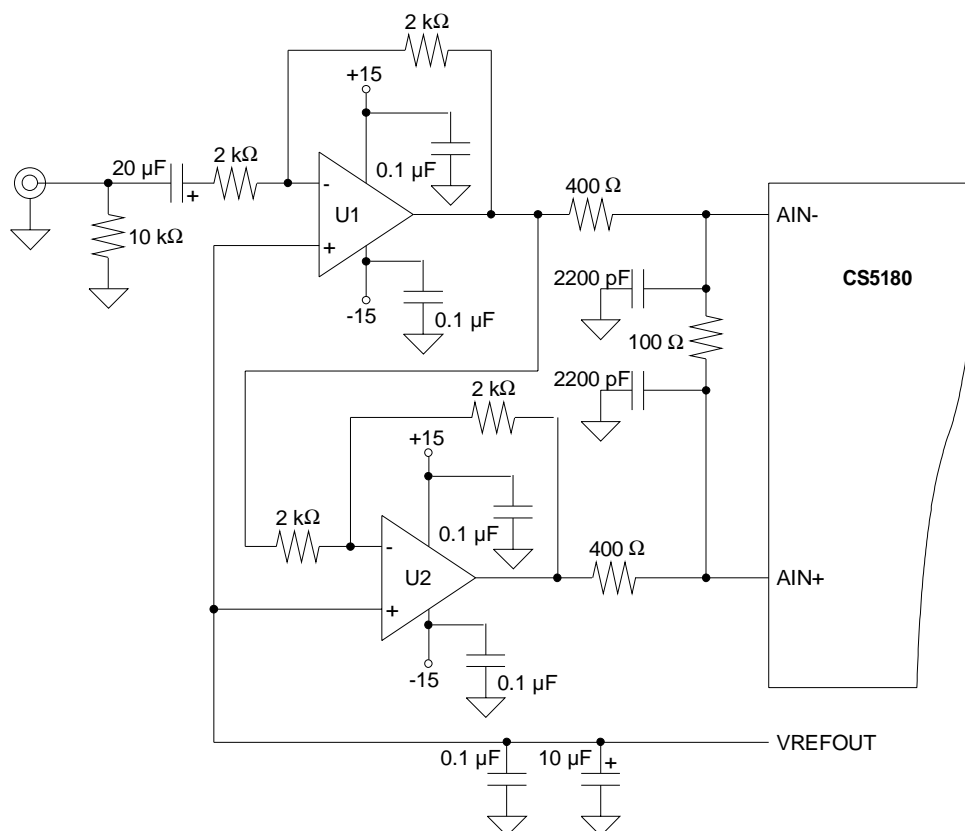 2 kΩ
+15
20 µF
2 kΩ
0.1 µF
400 Ω
-
U1
AIN-
+
10 kΩ
2200 pF
CS5180
-15
0.1 µF
100 Ω
2200 pF
2 kΩ
+15
2 kΩ
0.1 µF
400 Ω
-
U2
AIN+
+
-15
0.1 µF
VREFOUT
0.1 µF
10 µF
+
+